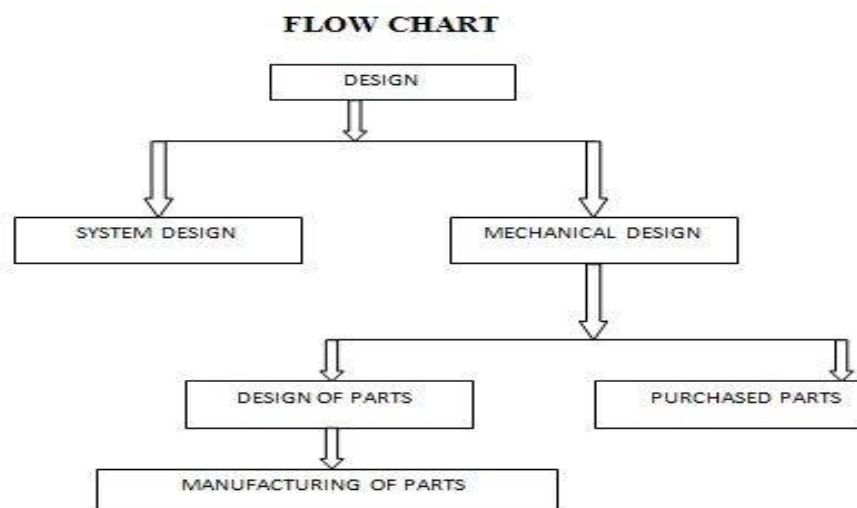 FLOW CHART
DESIGN
SYSTEM DESIGN
MECHANICAL DESIGN
DESIGN OF PARTS
PURCHASED PARTS
MANUFACTURING OF PARTS